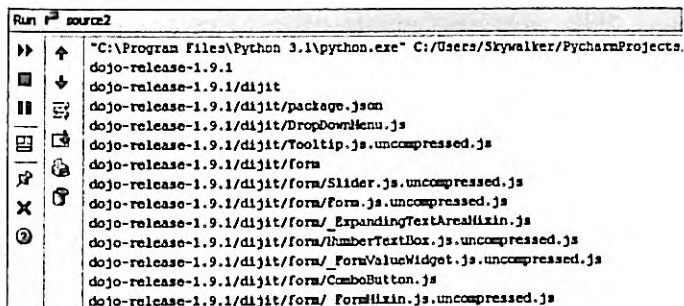 Run source2
"C:\Program Files\Python 3.1\python.exe" C:/Users/Skywalker/PycharmProjects.
dojo-release-1.9.1
dojo-release-1.9.1/dijit
dojo-release-1.9.1/dijit/package.json
dojo-release-1.9.1/dijit/DropDownMenu.js
dojo-release-1.9.1/dijit/Tooltip.js.uncompressed.js
dojo-release-1.9.1/dijit/form
dojo-release-1.9.1/dijit/form/Slider.js.uncompressed.js
dojo-release-1.9.1/dijit/form/Form.js.uncompressed.js
dojo-release-1.9.1/dijit/form/_ExpandingTextAreaMixin.js
dojo-release-1.9.1/dijit/form/NumberTextBox.js.uncompressed.js
dojo-release-1.9.1/dijit/form/_FormValueWidget.js.uncompressed.js
dojo-release-1.9.1/dijit/form/ComboButton.js
dojo-release-1.9.1/dijit/form/_FormMixin.js.uncompressed.js